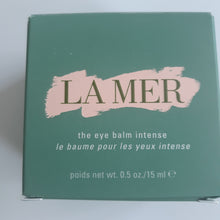 LA MER
the eye balm intense
le baume pour les yeux intense
poids net wt. 0.5 oz./15 ml ℮